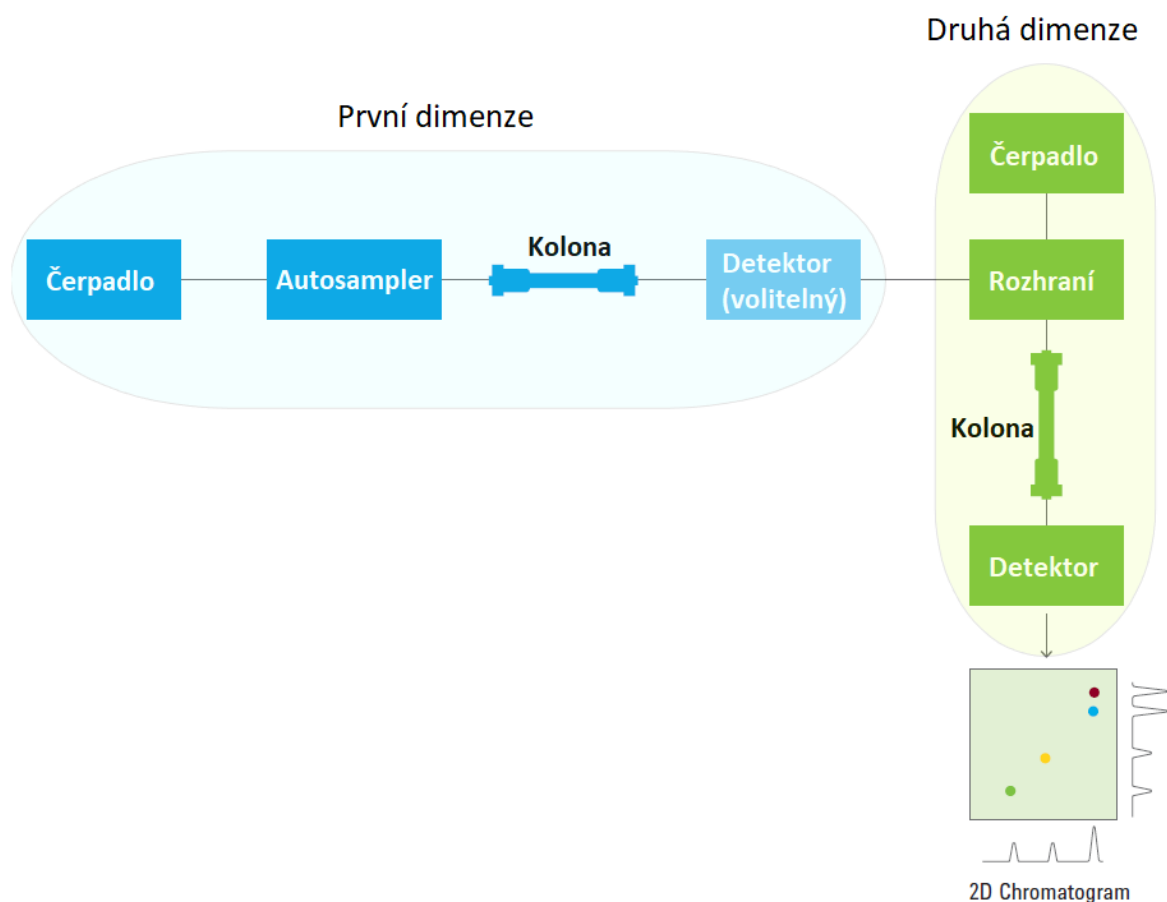 Druhá dimenze
První dimenze
Čerpadlo
Čerpadlo
Autosampler
Kolona
Detektor
(volitelný)
Rozhraní
Kolona
Detektor
2D Chromatogram